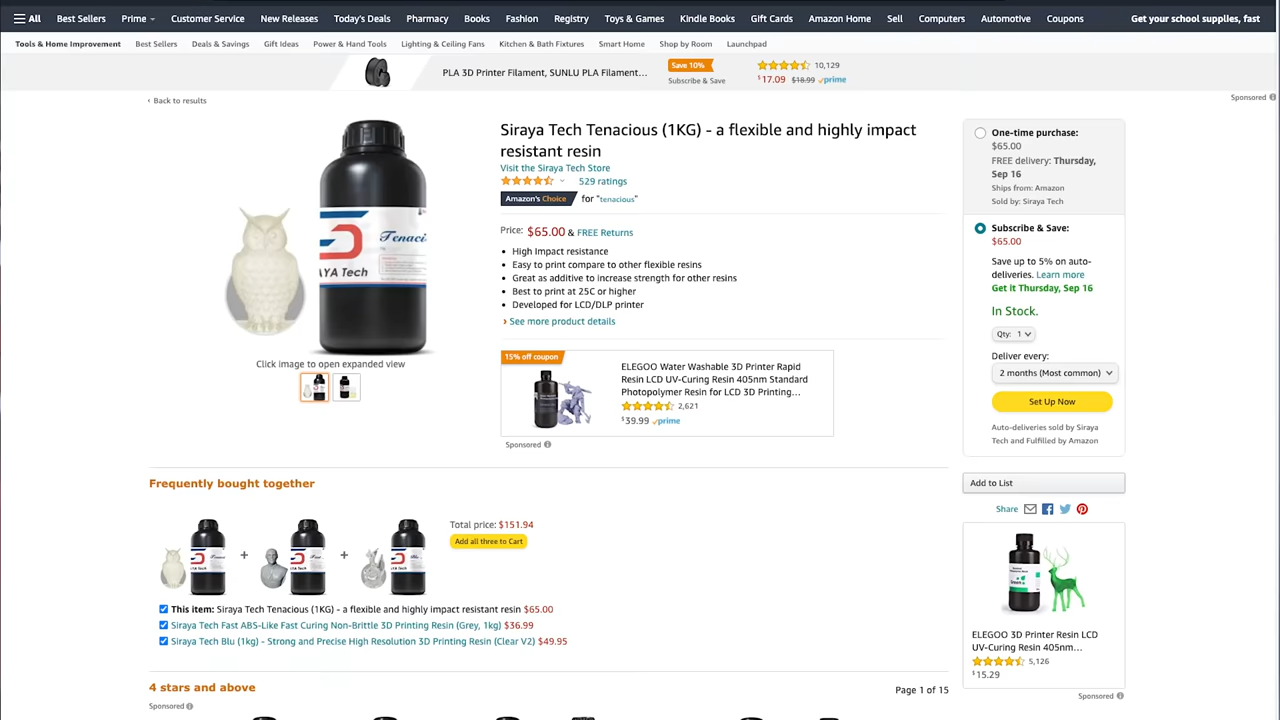 All Best Sellers Prime Customer Service New Releases Today's Deals Pharmacy Books Fashion Registry Toys & Games Kindle Books Gift Cards Amazon Home Sell Computers Automotive Coupons Get your school supplies, fast
Tools & Home Improvement Best Sellers Deals & Savings Gift Ideas Power & Hand Tools Lighting & Ceiling Fans Kitchen & Bath Fixtures Smart Home Shop by Room Launchpad
PLA 3D Printer Filament, SUNLU PLA Filament...
Save 10%
Subscribe & Save
10,129
$17.09 $18.99 prime
Sponsored
‹ Back to results
Tenaci
AYA Tech
Click image to open expanded view
Siraya Tech Tenacious (1KG) - a flexible and highly impact
resistant resin
Visit the Siraya Tech Store
529 ratings
Amazon's Choice for "tenacious"
Price: $65.00 & FREE Returns
• High Impact resistance
• Easy to print compare to other flexible resins
• Great as additive to increase strength for other resins
• Best to print at 25C or higher
• Developed for LCD/DLP printer
› See more product details
15% off coupon
ELEGOO Water Washable 3D Printer Rapid
Resin LCD UV-Curing Resin 405nm Standard
Photopolymer Resin for LCD 3D Printing...
2,621
$39.99 prime
Sponsored
One-time purchase:
$65.00
FREE delivery: Thursday,
Sep 16
Ships from: Amazon
Sold by: Siraya Tech
Subscribe & Save:
$65.00
Save up to 5% on auto-
deliveries. Learn more
Get it Thursday, Sep 16
In Stock.
Qty: 1
Deliver every:
2 months (Most common)
Set Up Now
Auto-deliveries sold by Siraya
Tech and Fulfilled by Amazon
Add to List
Share
ELEGOO 3D Printer Resin LCD
UV-Curing Resin 405nm...
5,126
$15.29
Sponsored
Frequently bought together
+ +
Total price: $151.94
Add all three to Cart
This item: Siraya Tech Tenacious (1KG) - a flexible and highly impact resistant resin $65.00
Siraya Tech Fast ABS-Like Fast Curing Non-Brittle 3D Printing Resin (Grey, 1kg) $36.99
Siraya Tech Blu (1kg) - Strong and Precise High Resolution 3D Printing Resin (Clear V2) $49.95
4 stars and above
Page 1 of 15
Sponsored